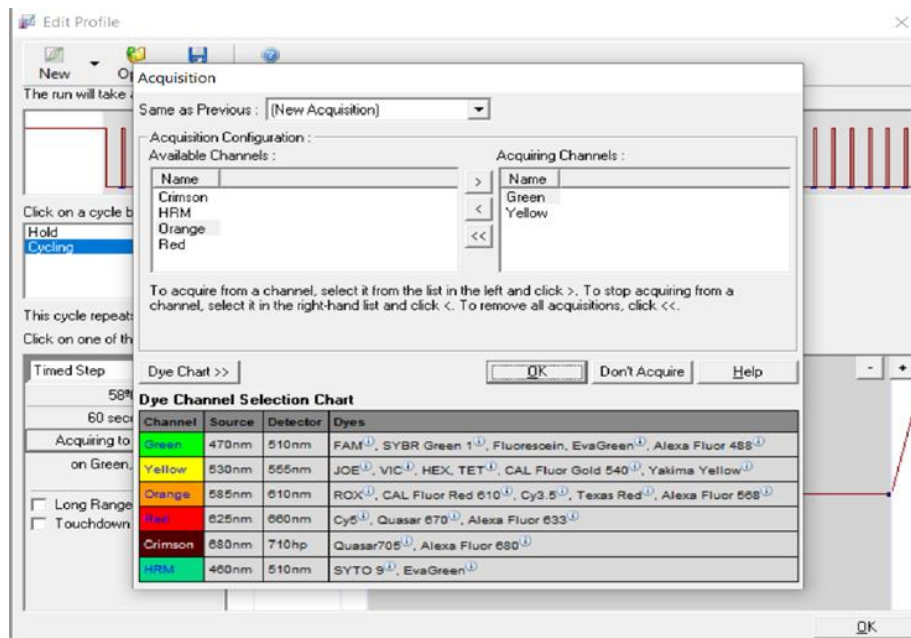 Edit Profile
New
The run will take
Click on a cycle b
Hold
Cycling
This cycle repeat
Click on one of th
Timed Step
60 sec
Acquiring to
on Green,
Long Range
Touchdown
Acquisition
Same as Previous : (New Acquisition)
Acquisition Configuration :
Available Channels :
Name
Crimson
HRM
Orange
Red
>
<
<<
Acquiring Channels :
Name
Green
Yellow
To acquire from a channel, select it from the list in the left and click >. To stop acquiring from a
channel, select it in the right-hand list and click <. To remove all acquisitions, click <<.
Dye Chart >> OK Don't Acquire Help
- +
Dye Channel Selection Chart
Channel Source Detector Dyes
Green 470nm 510nm FAM, SYBR Green 1, Fluorescein, EvaGreen, Alexa Fluor 488
Yellow 530nm 555nm JOE, VIC, HEX, TET, CAL Fluor Gold 540, Yakima Yellow
Orange 585nm 610nm ROX, CAL Fluor Red 610, Cy3.5, Texas Red, Alexa Fluor 568
Red 625nm 660nm Cy5, Quasar 670, Alexa Fluor 633
Crimson 680nm 710hp Quasar705, Alexa Fluor 680
HRM 460nm 510nm SYTO 9, EvaGreen
OK